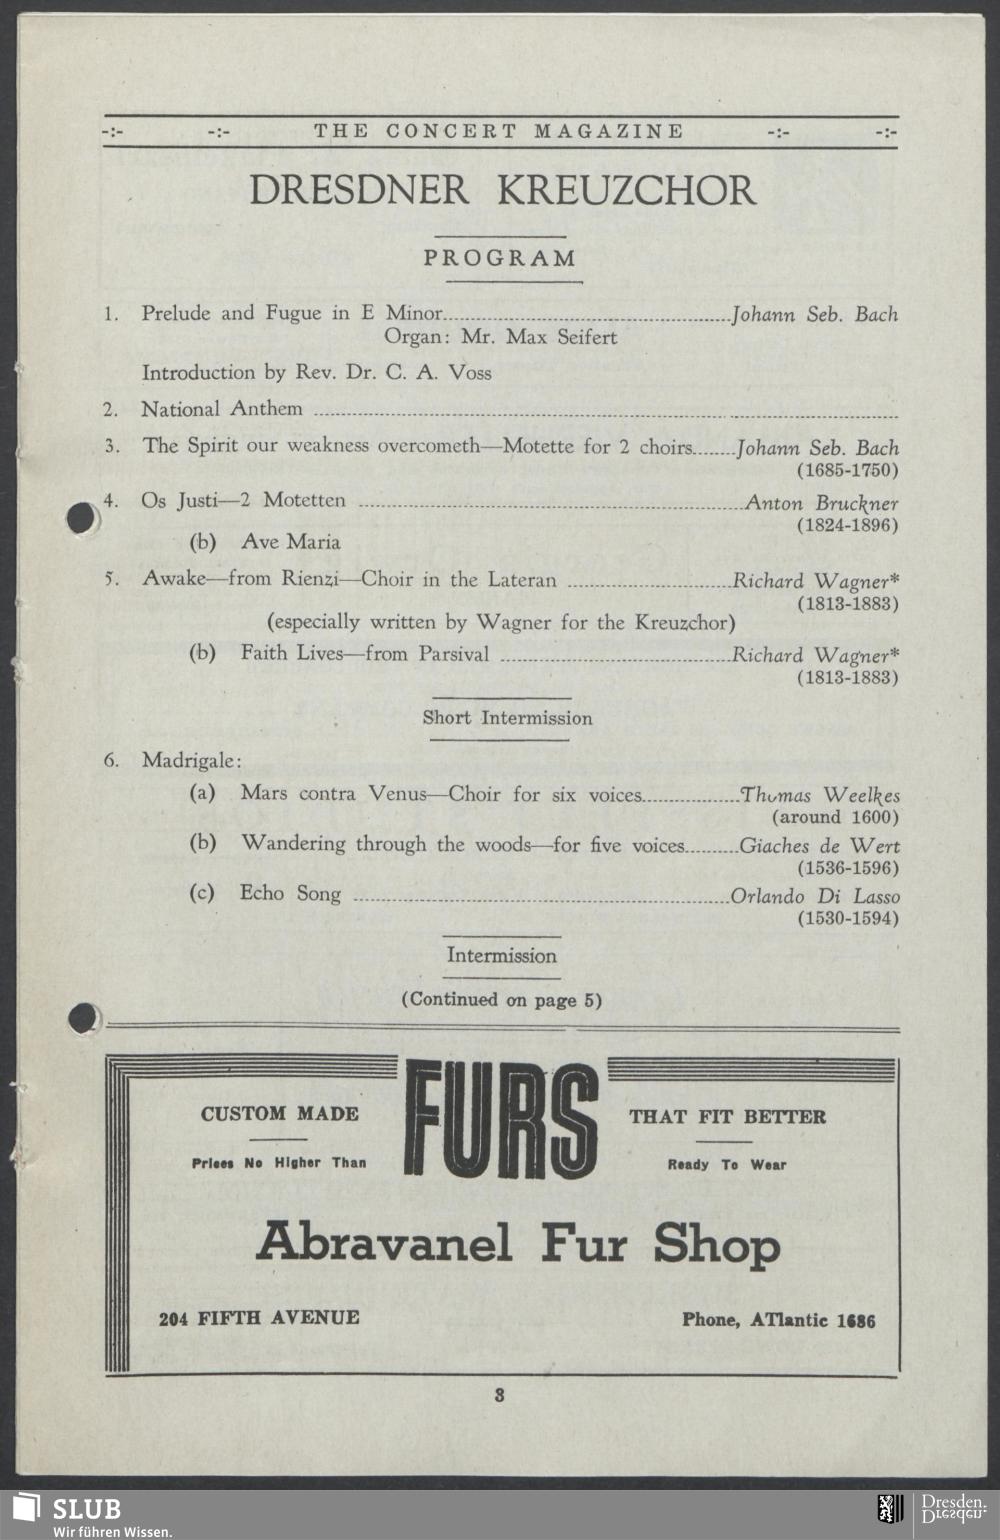 -:- -:- THE CONCERT MAGAZINE -:- -:-
DRESDNER KREUZCHOR
PROGRAM
1. Prelude and Fugue in E Minor Johann Seb. Bach
Organ: Mr. Max Seifert
Introduction by Rev. Dr. C. A. Voss
2. National Anthem
3. The Spirit our weakness overcometh—Motette for 2 choirs Johann Seb. Bach
(1685-1750)
4. Os Justi—2 Motetten Anton Bruckner
(1824-1896)
(b) Ave Maria
5. Awake—from Rienzi—Choir in the Lateran Richard Wagner*
(1813-1883)
(especially written by Wagner for the Kreuzchor)
(b) Faith Lives—from Parsival Richard Wagner*
(1813-1883)
Short Intermission
6. Madrigale:
(a) Mars contra Venus—Choir for six voices Thomas Weelkes
(around 1600)
(b) Wandering through the woods—for five voices Giaches de Wert
(1536-1596)
(c) Echo Song Orlando Di Lasso
(1530-1594)
Intermission
(Continued on page 5)
FURS
CUSTOM MADE THAT FIT BETTER
Prices No Higher Than Ready To Wear
Abravanel Fur Shop
204 FIFTH AVENUE Phone, ATlantic 1686
3
SLUB
Wir führen Wissen.
Dresden.